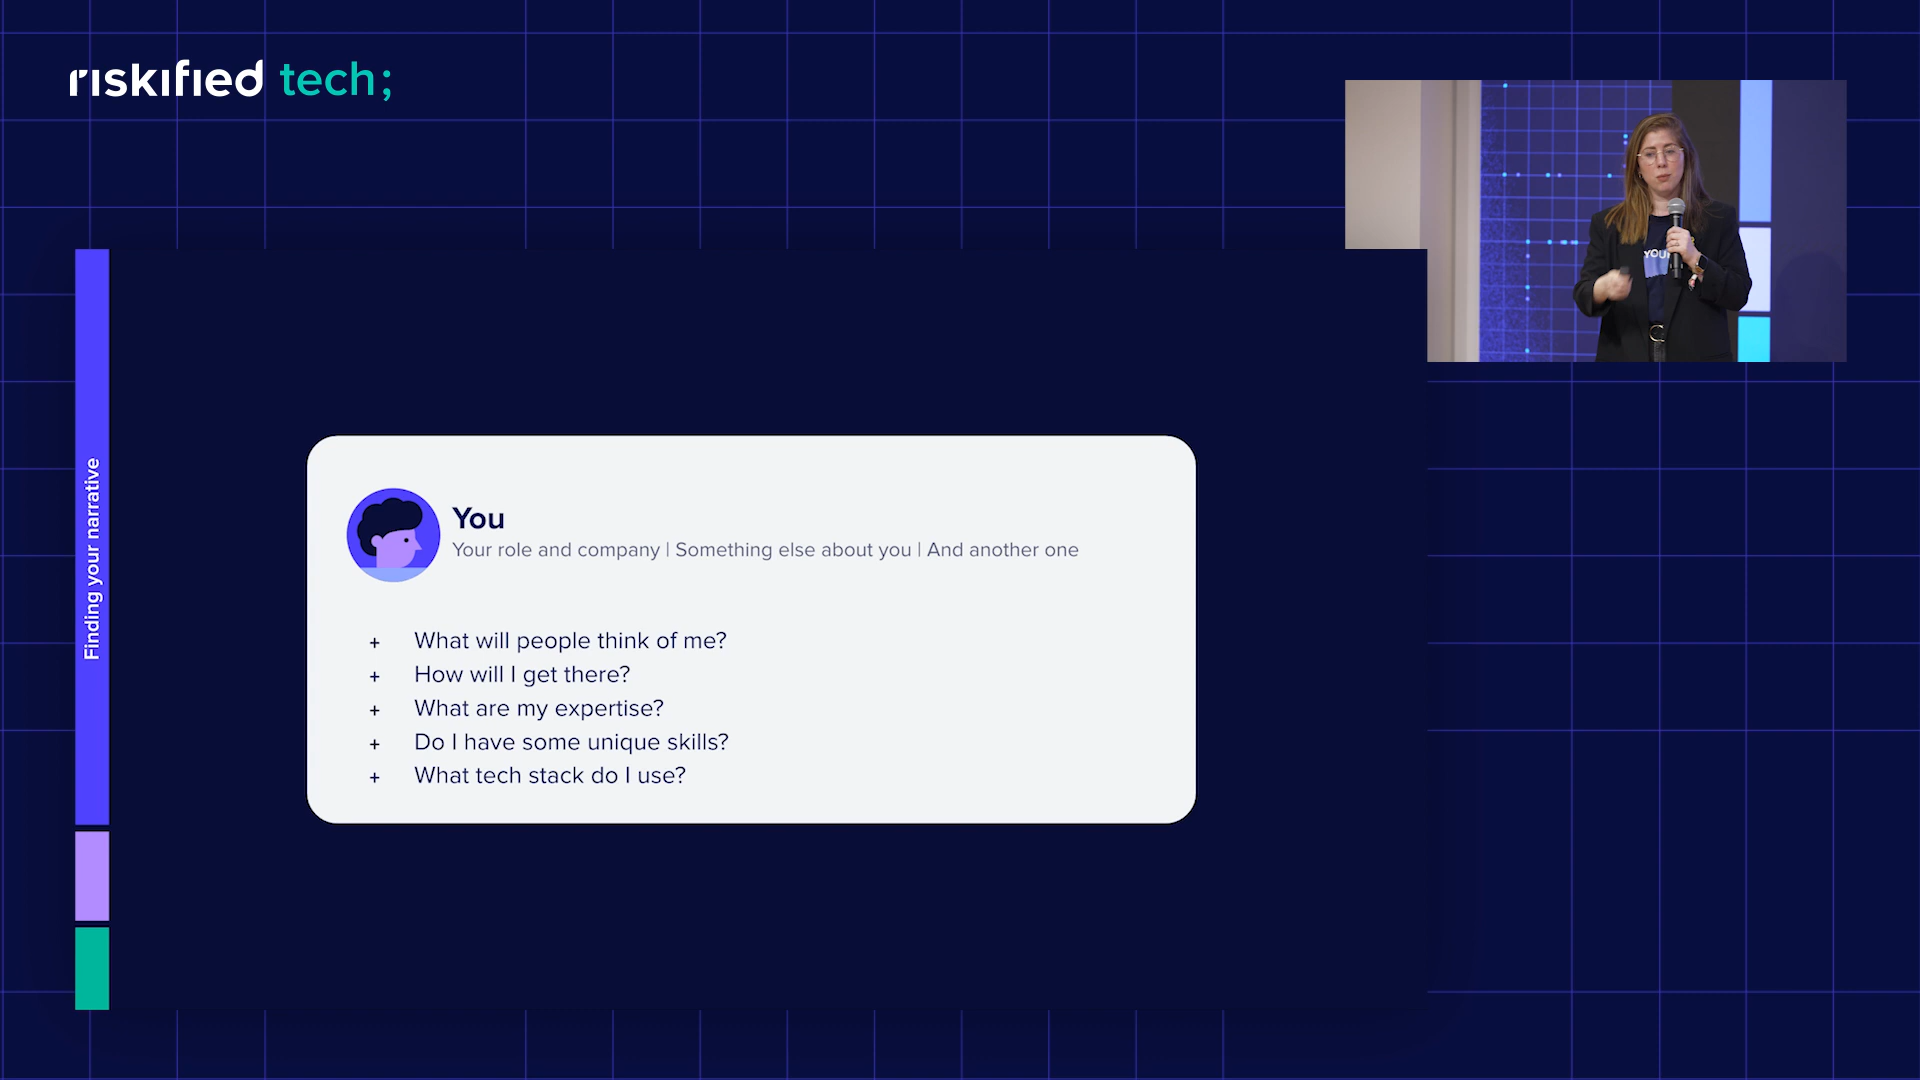 riskified tech;
YOU
Finding your narrative
You
Your role and company | Something else about you | And another one
+ What will people think of me?
+ How will I get there?
+ What are my expertise?
+ Do I have some unique skills?
+ What tech stack do I use?